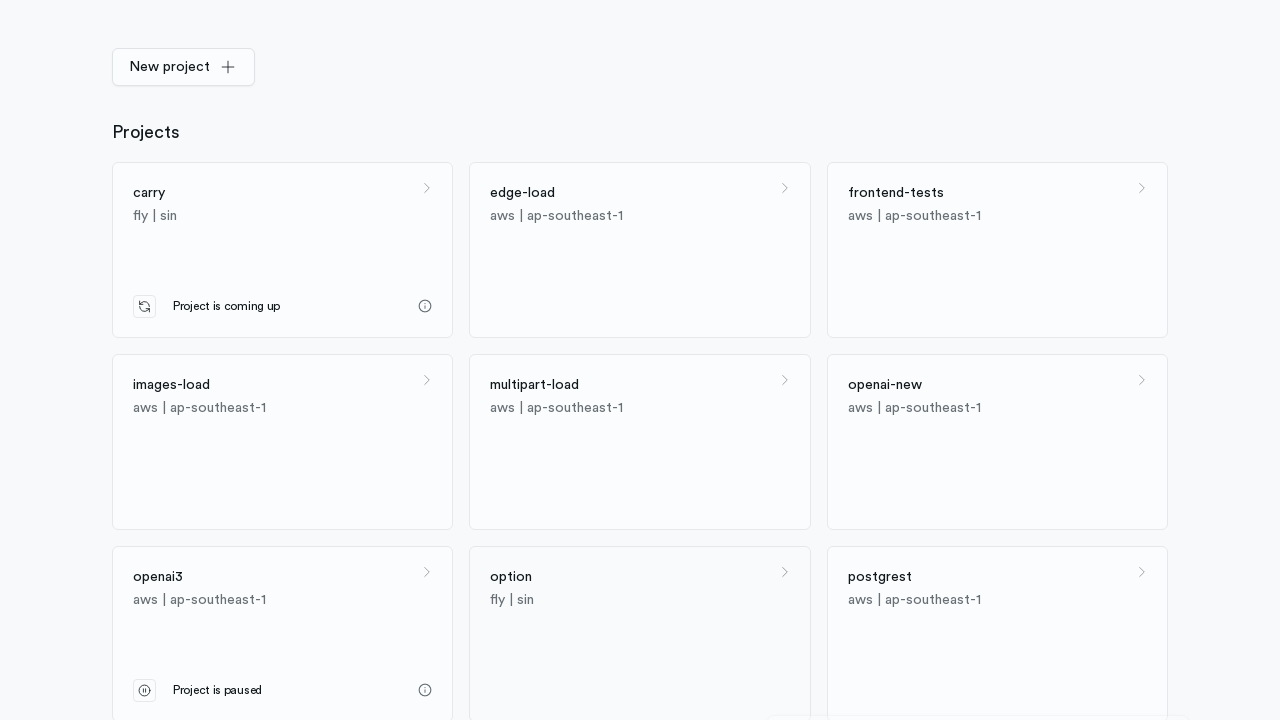 New project
Projects
carry
fly | sin
Project is coming up
edge-load
aws | ap-southeast-1
frontend-tests
aws | ap-southeast-1
images-load
aws | ap-southeast-1
multipart-load
aws | ap-southeast-1
openai-new
aws | ap-southeast-1
openai3
aws | ap-southeast-1
Project is paused
option
fly | sin
postgrest
aws | ap-southeast-1